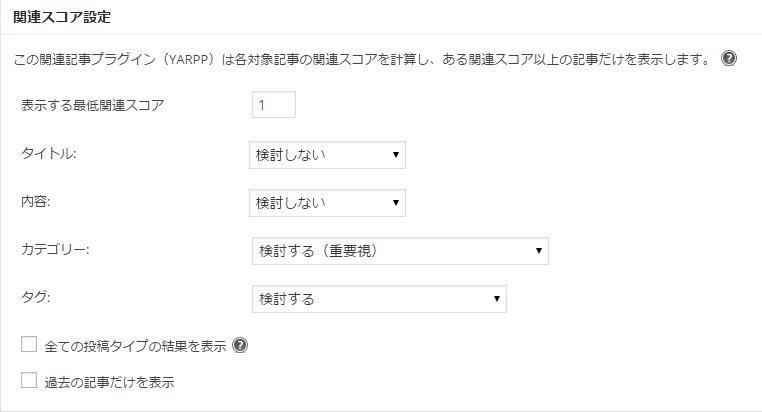 関連スコア設定
この関連記事プラグイン（YARPP）は各対象記事の関連スコアを計算し、ある関連スコア以上の記事だけを表示します。 ?
表示する最低関連スコア 1
タイトル: 検討しない
内容: 検討しない
カテゴリー: 検討する（重要視）
タグ: 検討する
全ての投稿タイプの結果を表示 ?
過去の記事だけを表示